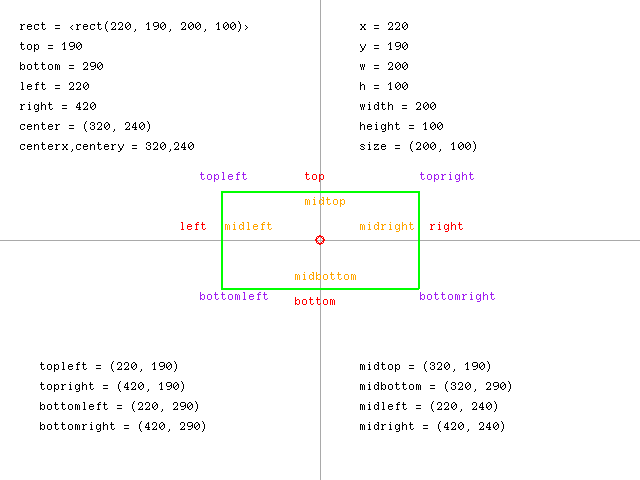 rect = ‹rect(220, 190, 200, 100)›
top = 190
bottom = 290
left = 220
right = 420
center = (320, 240)
centerx,centery = 320,240
x = 220
y = 190
w = 200
h = 100
width = 200
height = 100
size = (200, 100)
topleft
top
topright
midtop
left
midleft
midright
right
midbottom
bottomleft
bottom
bottomright
topleft = (220, 190)
topright = (420, 190)
bottomleft = (220, 290)
bottomright = (420, 290)
midtop = (320, 190)
midbottom = (320, 290)
midleft = (220, 240)
midright = (420, 240)